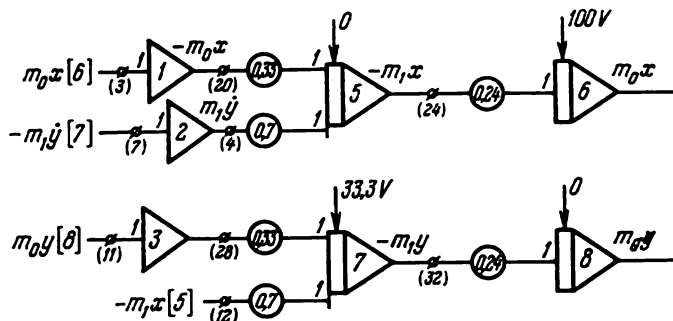 0
100V
m₀x[6]
(3)
1
1
-m₀x
(20)
0,33
1
5
-m₁x
(24)
0,24
1
6
m₀x
-m₁ẏ[7]
(7)
1
2
m₁ẏ
(4)
0,7
1
33,3V
0
m₀y[8]
(11)
1
3
(28)
0,33
1
7
-m₁y
(32)
0,24
1
8
m₀y
-m₁x[5]
(12)
0,7
1